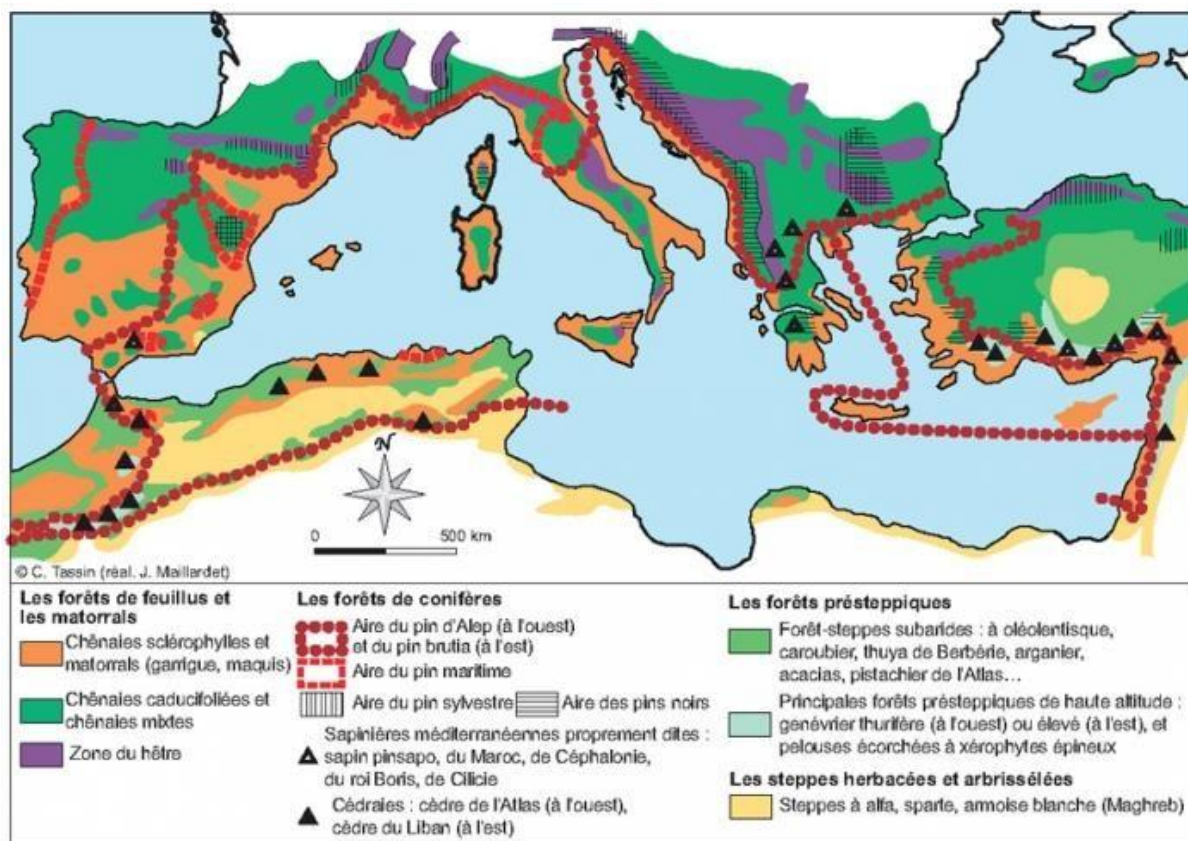 N
0 500 km
© C. Tassin (réal. J. Maillardet)
Les forêts de feuillus et
les matorrals
Chênaies sclérophylles et
matorrals (garrigue, maquis)
Chênaies caducifoliées et
chênaies mixtes
Zone du hêtre
Les forêts de conifères
Aire du pin d'Alep (à l'ouest)
et du pin brutia (à l'est)
Aire du pin maritime
Aire du pin sylvestre
Aire des pins noirs
Sapinières méditerranéennes proprement dites :
sapin pinsapo, du Maroc, de Céphalonie,
du roi Boris, de Cilicie
Cédraies : cèdre de l'Atlas (à l'ouest),
cèdre du Liban (à l'est)
Les forêts présteppiques
Forêt-steppes subarides : à oléolentisque,
caroubier, thuya de Berbérie, arganier,
acacias, pistachier de l'Atlas...
Principales forêts présteppiques de haute altitude :
genévrier thurifère (à l'ouest) ou élevé (à l'est), et
pelouses écorchées à xérophytes épineux
Les steppes herbacées et arbrissélées
Steppes à alfa, sparte, armoise blanche (Maghreb)